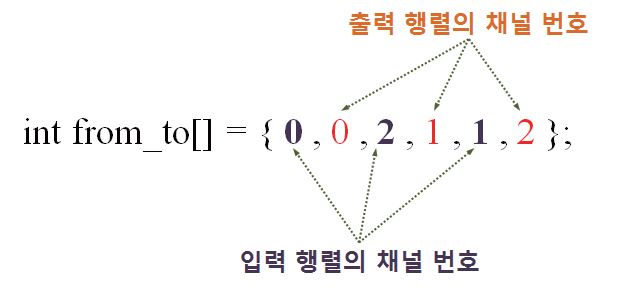 출력 행렬의 채널 번호
int from_to[] = { 0 , 0 , 2 , 1 , 1 , 2 };
입력 행렬의 채널 번호